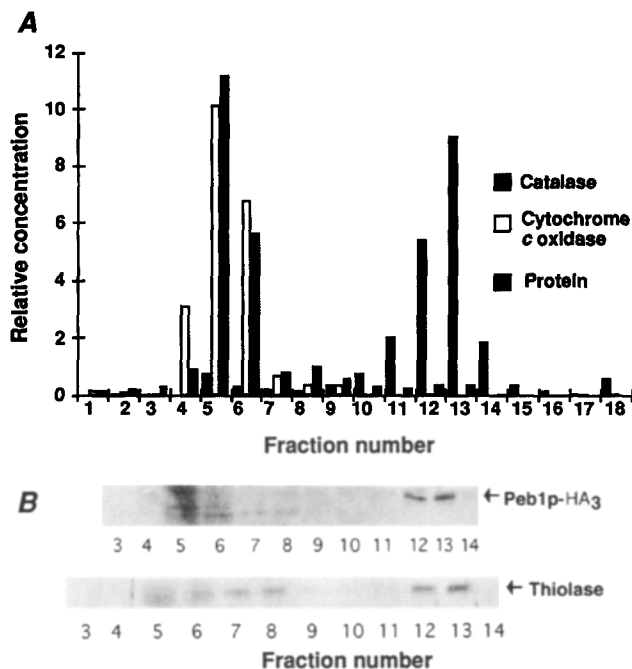 A
Relative concentration
12
10
8
6
4
2
0
1 2 3 4 5 6 7 8 9 10 11 12 13 14 15 16 17 18
Fraction number
Catalase
Cytochrome
c oxidase
Protein
B
←Peb1p-HA3
3 4 5 6 7 8 9 10 11 12 13 14
←Thiolase
3 4 5 6 7 8 9 10 11 12 13 14
Fraction number